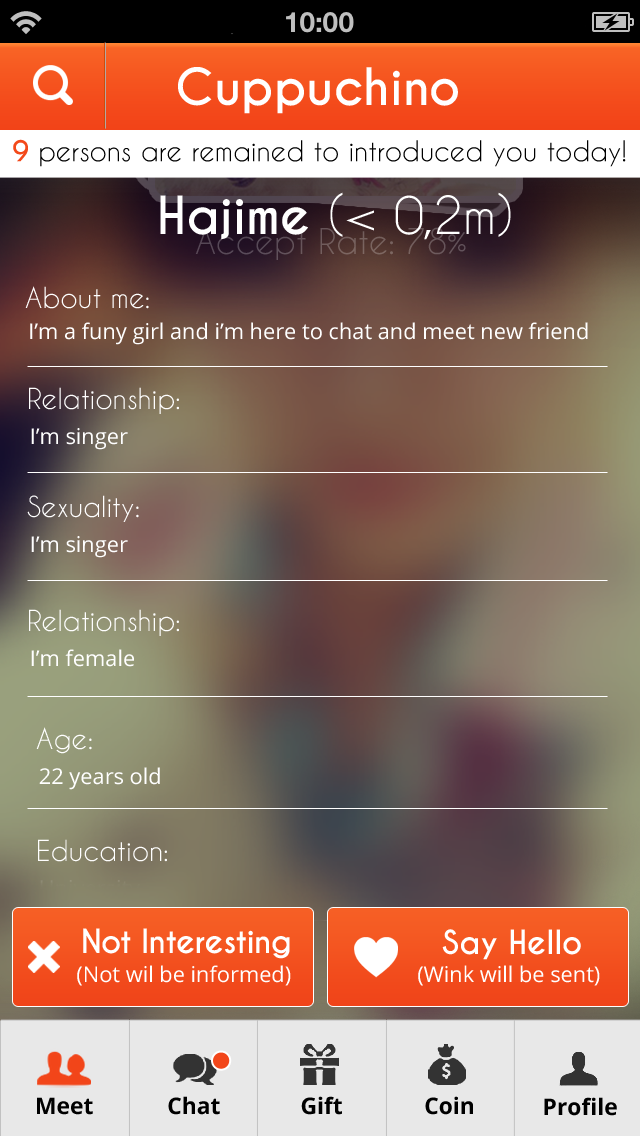 10:00
Cuppuchino
9 persons are remained to introduced you today!
Hajime (< 0,2m)
Accept Rate: 78%
About me:
I'm a funy girl and i'm here to chat and meet new friend
Relationship:
I'm singer
Sexuality:
I'm singer
Relationship:
I'm female
Age:
22 years old
Education:
Not Interesting
(Not wil be informed)
Say Hello
(Wink will be sent)
Meet
Chat
Gift
Coin
Profile